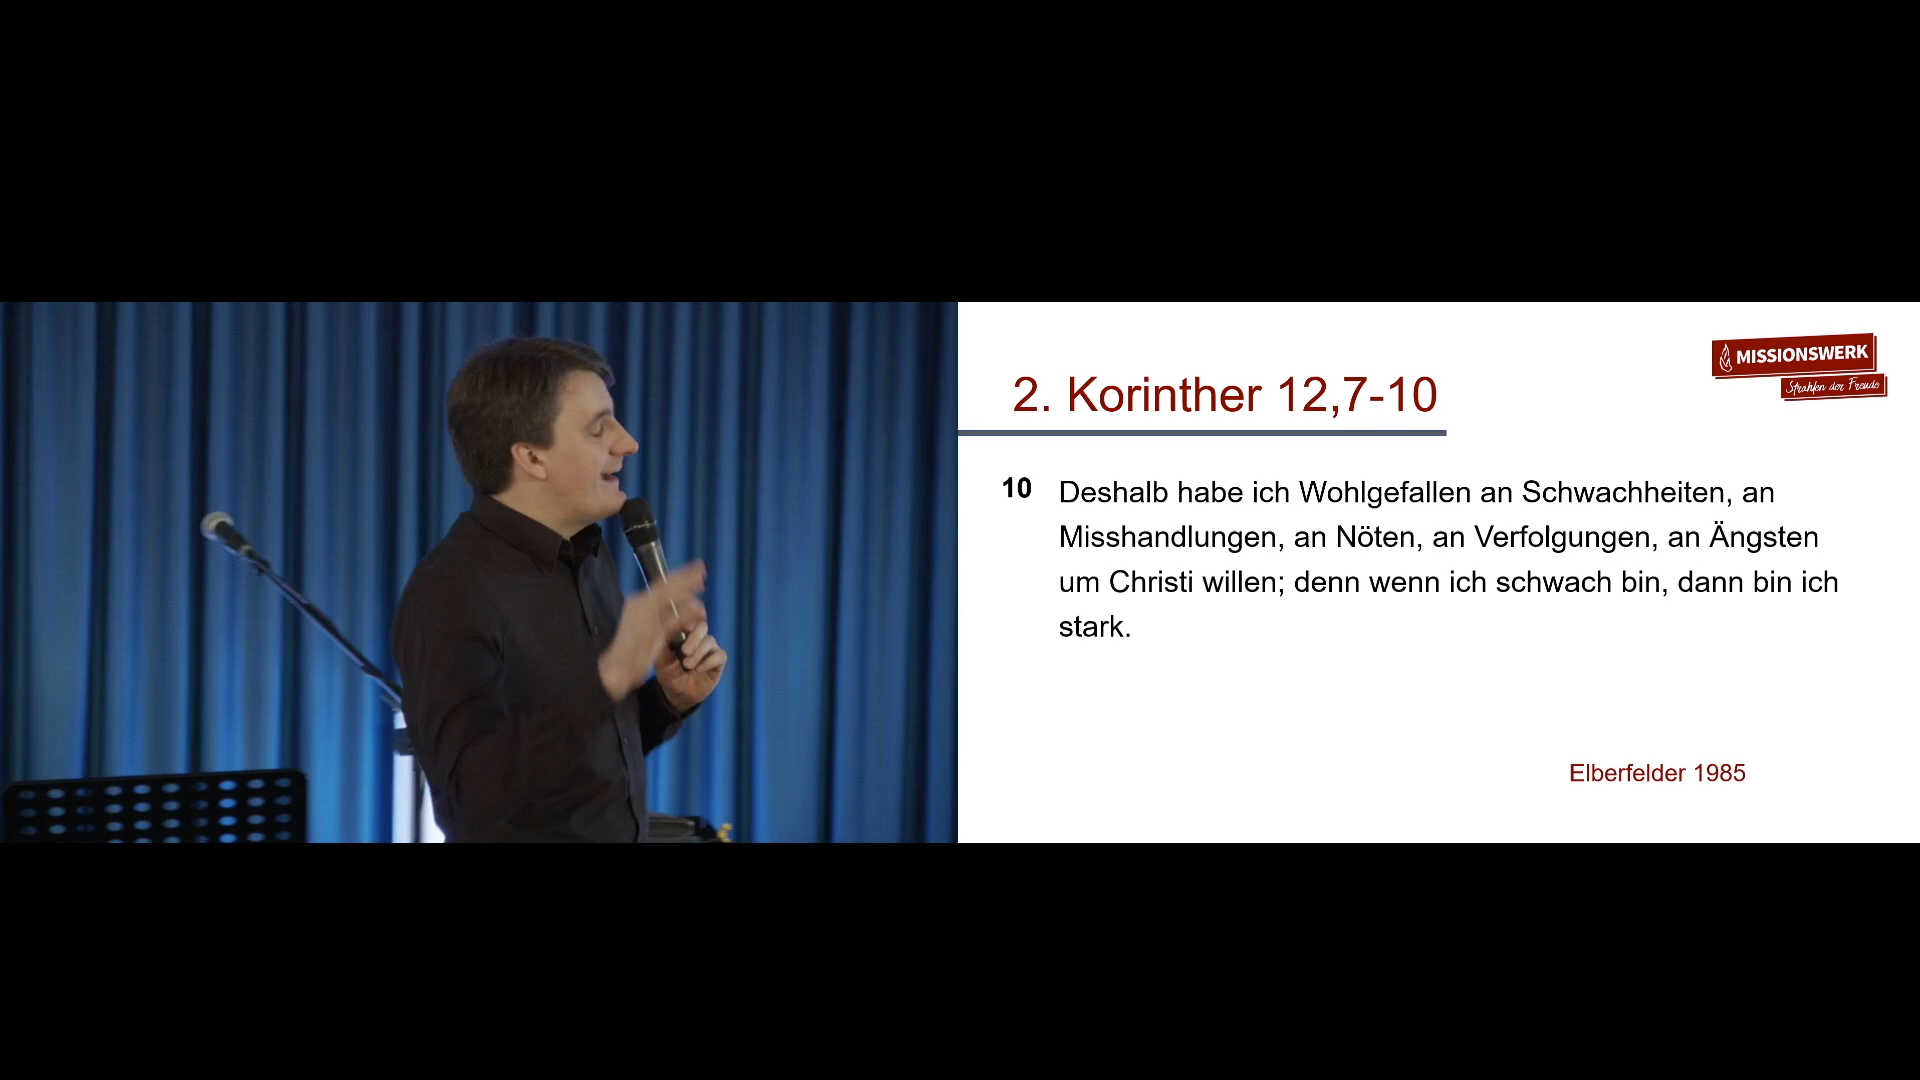 MISSIONSWERK
Strahlen der Freude
2. Korinther 12,7-10
10 Deshalb habe ich Wohlgefallen an Schwachheiten, an
Misshandlungen, an Nöten, an Verfolgungen, an Ängsten
um Christi willen; denn wenn ich schwach bin, dann bin ich
stark.
Elberfelder 1985